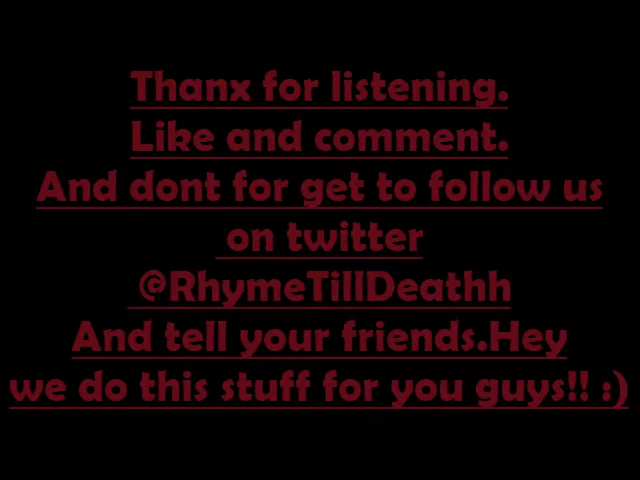 Thanx for listening.
Like and comment.
And dont for get to follow us
on twitter
@RhymeTillDeathh
And tell your friends.Hey
we do this stuff for you guys!! :)